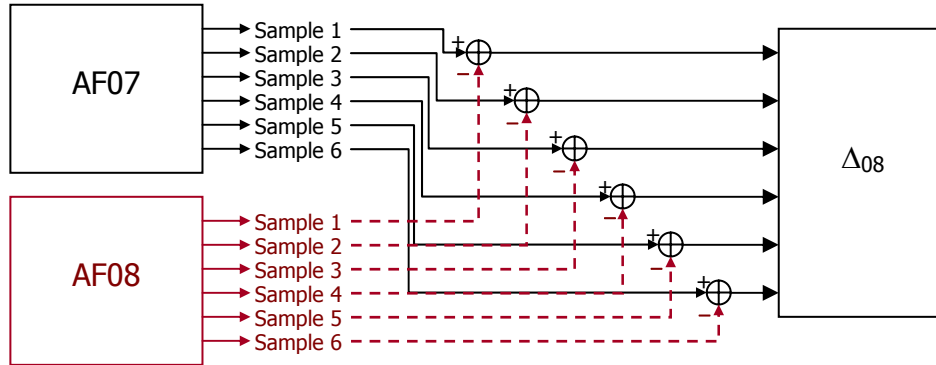 AF07
Sample 1
Sample 2
Sample 3
Sample 4
Sample 5
Sample 6
+
−
+
−
+
−
+
−
+
−
+
−
Δ08
AF08
Sample 1
Sample 2
Sample 3
Sample 4
Sample 5
Sample 6